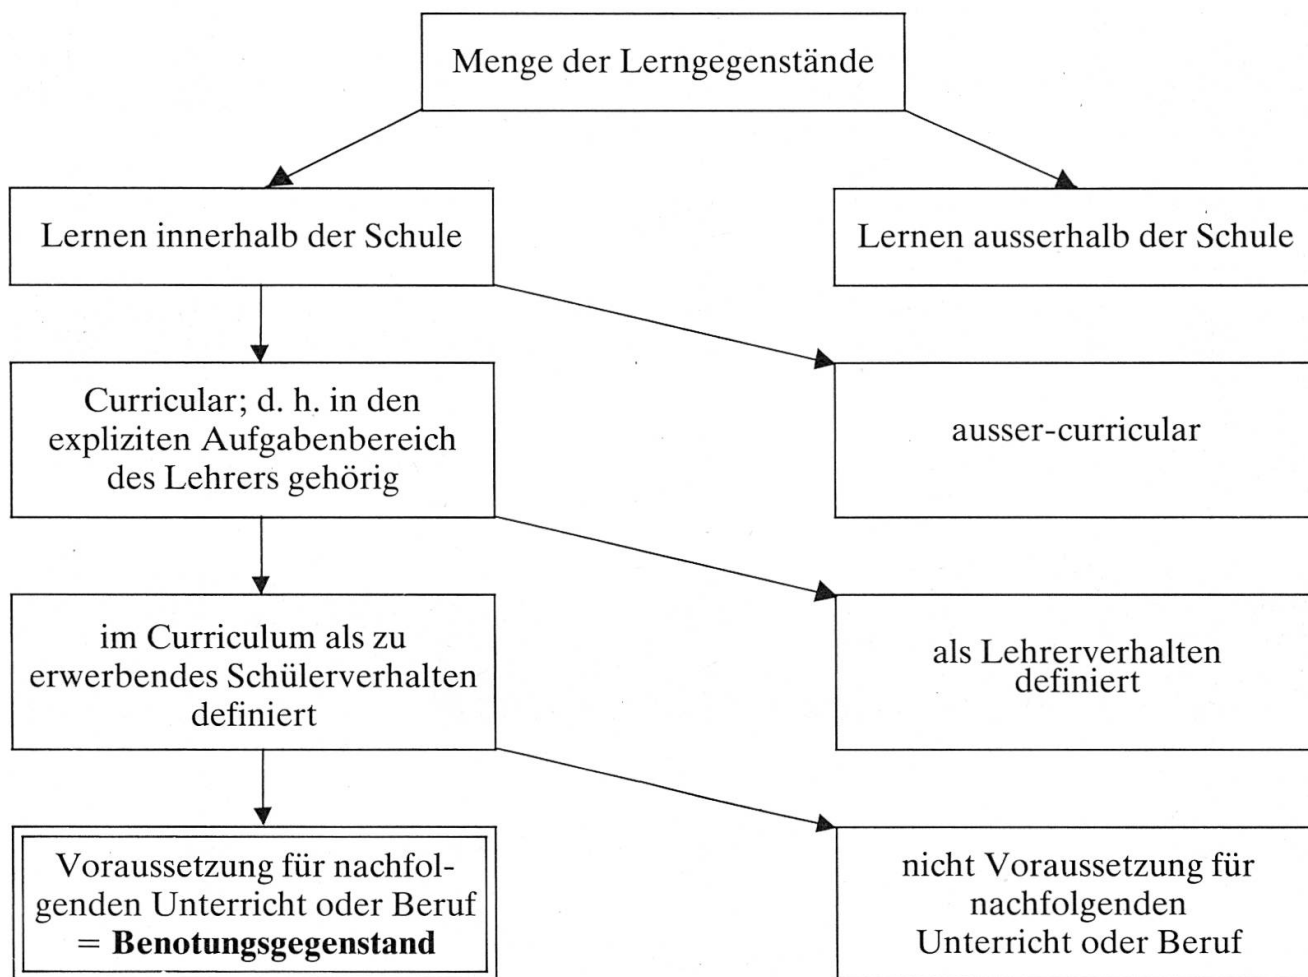 Menge der Lerngegenstände
Lernen innerhalb der Schule
Lernen ausserhalb der Schule
Curricular; d. h. in den
expliziten Aufgabenbereich
des Lehrers gehörig
ausser-curricular
im Curriculum als zu
erwerbendes Schülerverhalten
definiert
als Lehrerverhalten
definiert
Voraussetzung für nachfol-
genden Unterricht oder Beruf
= Benotungsgegenstand
nicht Voraussetzung für
nachfolgenden
Unterricht oder Beruf